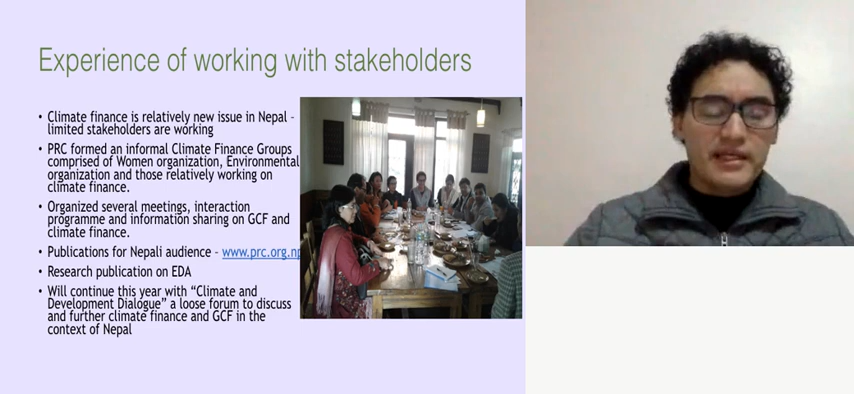 Experience of working with stakeholders
• Climate finance is relatively new issue in Nepal -
limited stakeholders are working
• PRC formed an informal Climate Finance Groups
comprised of Women organization, Environmental
organization and those relatively working on
climate finance.
• Organized several meetings, interaction
programme and information sharing on GCF and
climate finance.
• Publications for Nepali audience - www.prc.org.np
• Research publication on EDA
• Will continue this year with “Climate and
Development Dialogue” a loose forum to discuss
and further climate finance and GCF in the
context of Nepal